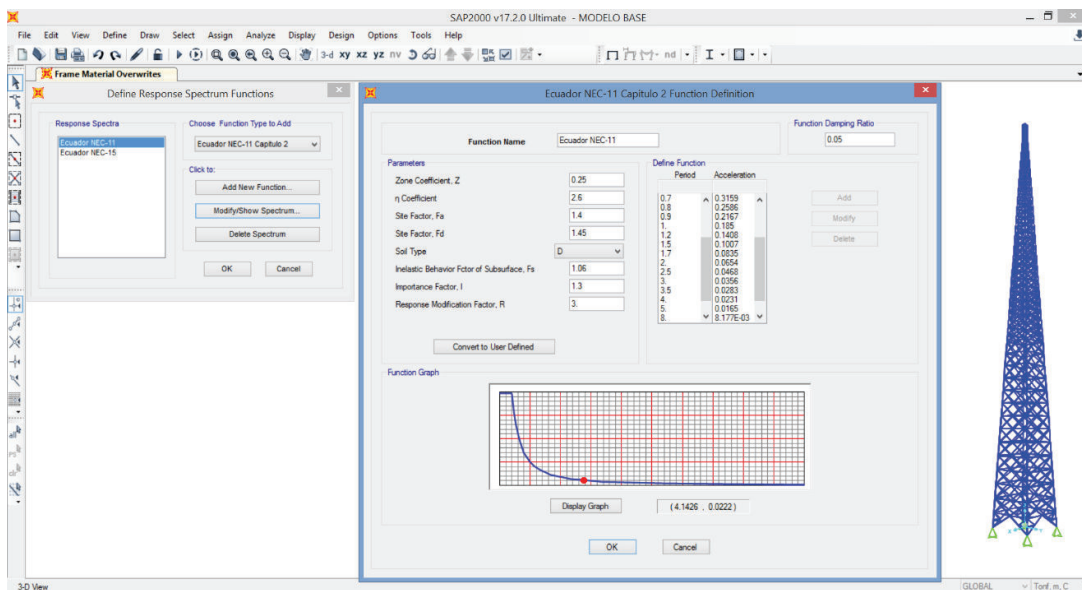 SAP2000 v17.2.0 Ultimate - MODELO BASE
File Edit View Define Draw Select Assign Analyze Display Design Options Tools Help
3-d xy xz yz nv
nd
Frame Material Overwrites
Define Response Spectrum Functions
Response Spectra
Ecuador NEC-11
Ecuador NEC-15
Choose Function Type to Add
Ecuador NEC-11 Capitulo 2
Click to:
Add New Function...
Modify/Show Spectrum...
Delete Spectrum
OK Cancel
Ecuador NEC-11 Capitulo 2 Function Definition
Function Name Ecuador NEC-11
Function Damping Ratio
0.05
Parameters
Zone Coefficient, Z 0.25
η Coefficient 2.6
Site Factor, Fa 1.4
Site Factor, Fd 1.45
Soil Type D
Inelastic Behavior Fctor of Subsurface, Fs 1.06
Importance Factor, I 1.3
Response Modification Factor, R 3.
Convert to User Defined
Define Function
Period Acceleration
0.7 0.3159
0.8 0.2586
0.9 0.2167
1. 0.185
1.2 0.1408
1.5 0.1007
1.7 0.0835
2. 0.0654
2.5 0.0468
3. 0.0356
3.5 0.0283
4. 0.0231
5. 0.0165
8. 8.177E-03
Add
Modify
Delete
Function Graph
Display Graph (4.1426 , 0.0222)
OK Cancel
3-D View
GLOBAL Tonf, m, C